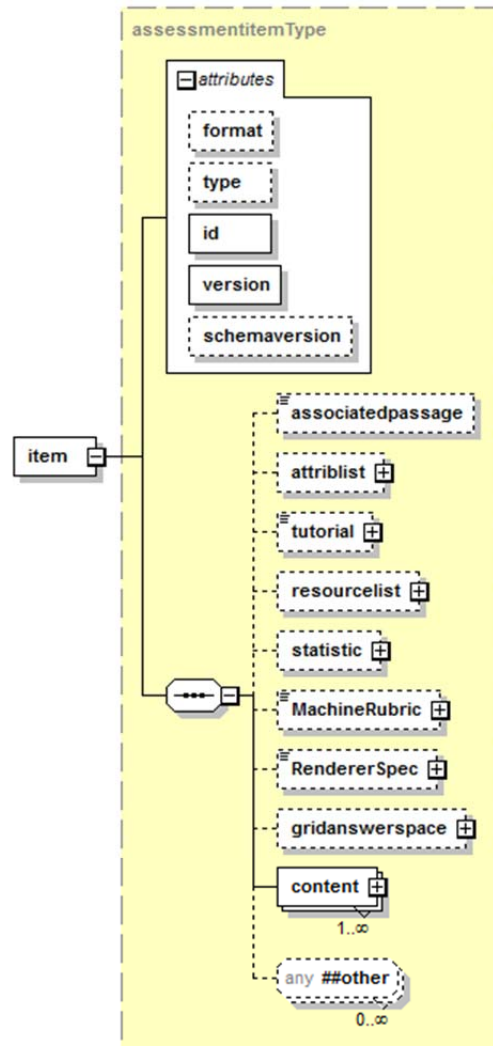 assessmentitemType
attributes
format
type
id
version
schemaversion
item
associatedpassage
attriblist
tutorial
resourcelist
statistic
MachineRubric
RendererSpec
gridanswerspace
content
1..∞
any ##other
0..∞